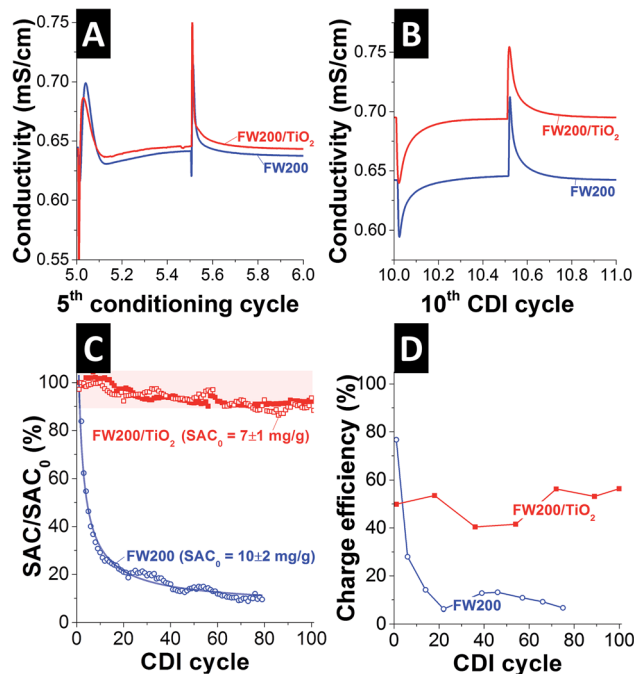 A
Conductivity (mS/cm)
0.75
0.70
0.65
0.60
0.55
FW200/TiO₂
FW200
5.0 5.2 5.4 5.6 5.8 6.0
5th conditioning cycle
B
Conductivity (mS/cm)
0.75
0.70
0.65
0.60
FW200/TiO₂
FW200
10.0 10.3 10.5 10.8 11.0
10th CDI cycle
C
SAC/SAC₀ (%)
100
80
60
40
20
0
FW200/TiO₂ (SAC₀ = 7±1 mg/g)
FW200 (SAC₀ = 10±2 mg/g)
0 20 40 60 80 100
CDI cycle
D
Charge efficiency (%)
100
80
60
40
20
0
FW200/TiO₂
FW200
0 20 40 60 80 100
CDI cycle